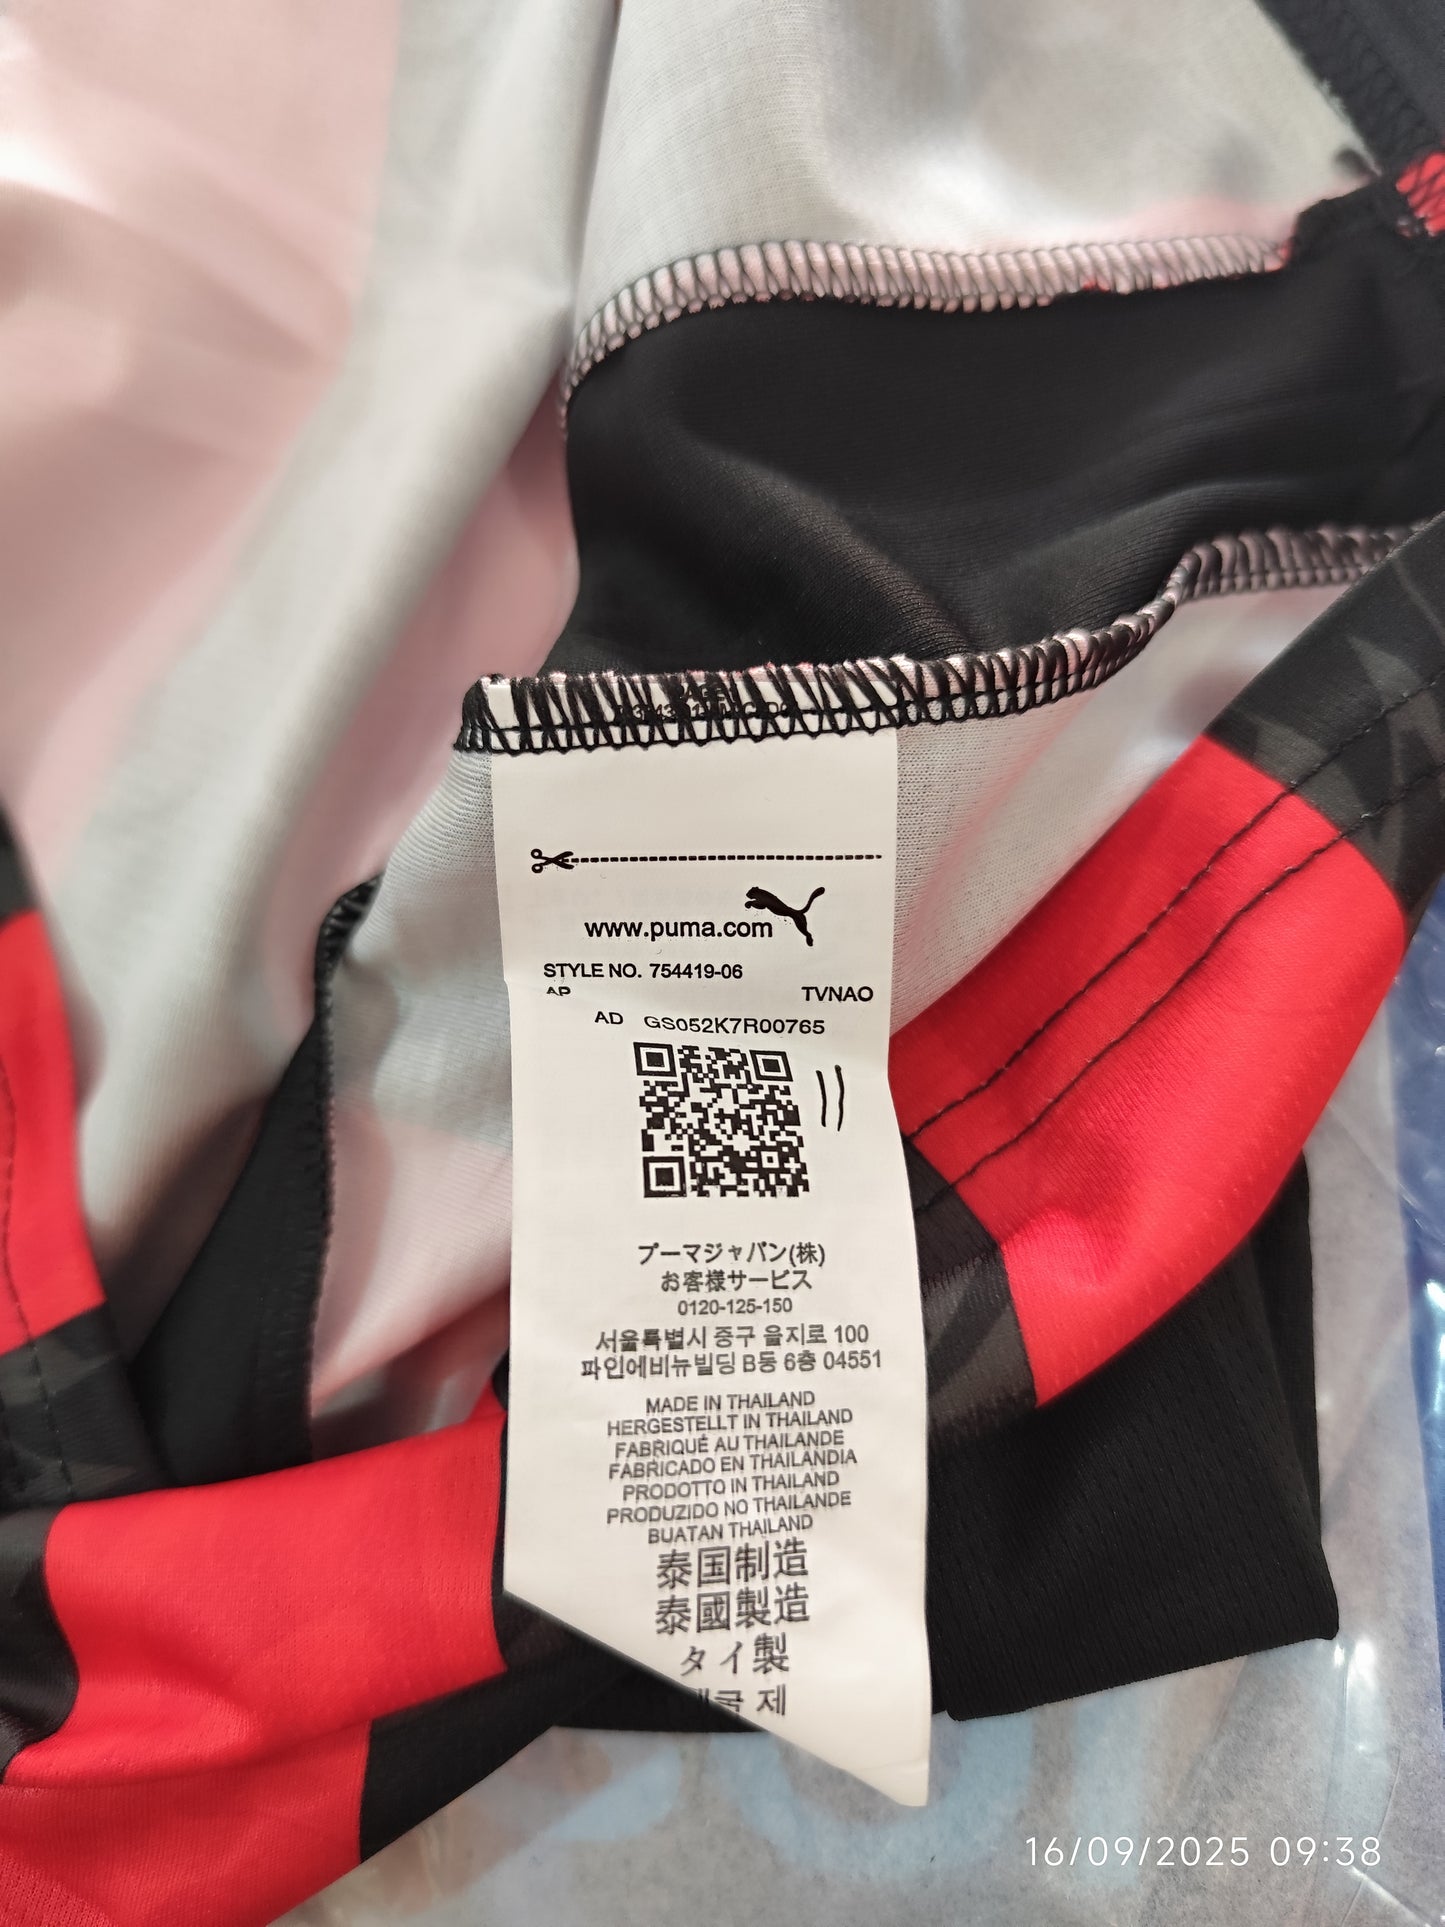 www.puma.com
STYLE NO. 754419-06
AP TVNAO
AD GS052K7R00765
プーマジャパン(株)
お客様サービス
0120-125-150
서울특별시 중구 을지로 100
파인에비뉴빌딩 B동 6층 04551
MADE IN THAILAND
HERGESTELLT IN THAILAND
FABRIQUÉ AU THAILANDE
FABRICADO EN THAILANDIA
PRODOTTO IN THAILAND
PRODUZIDO NO THAILANDE
BUATAN THAILAND
泰国制造
泰國製造
タイ製
태국 제
16/09/2025 09:38